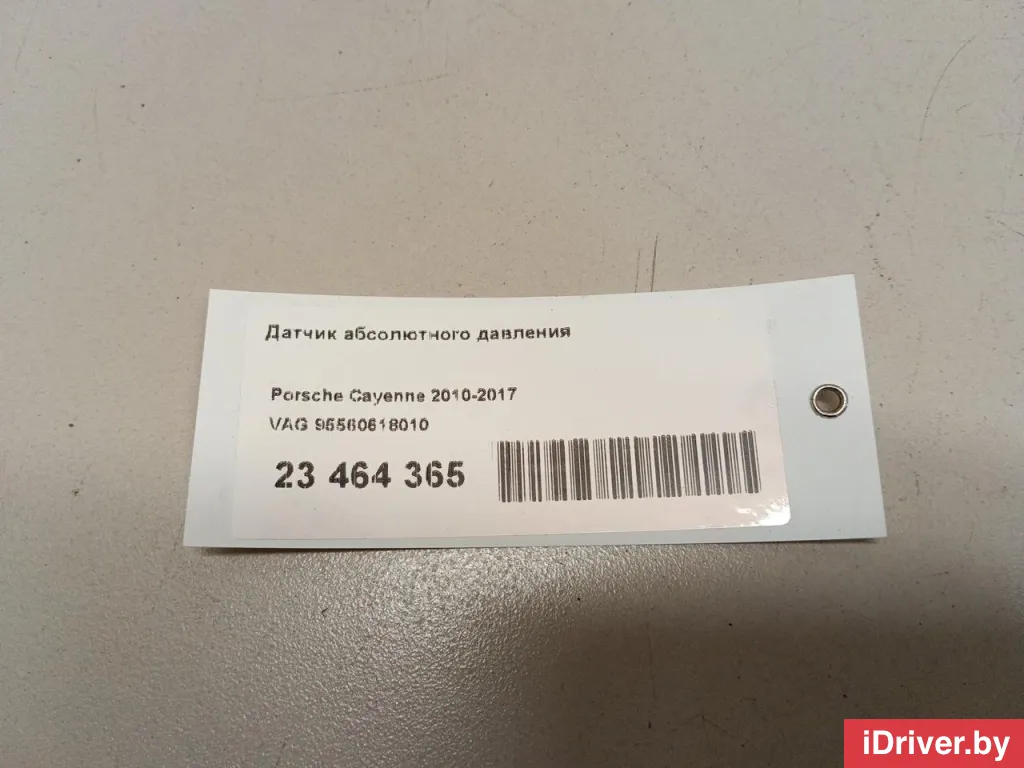 Датчик абсолютного давления
Porsche Cayenne 2010-2017
VAG 95560618010
23 464 365
iDriver.by